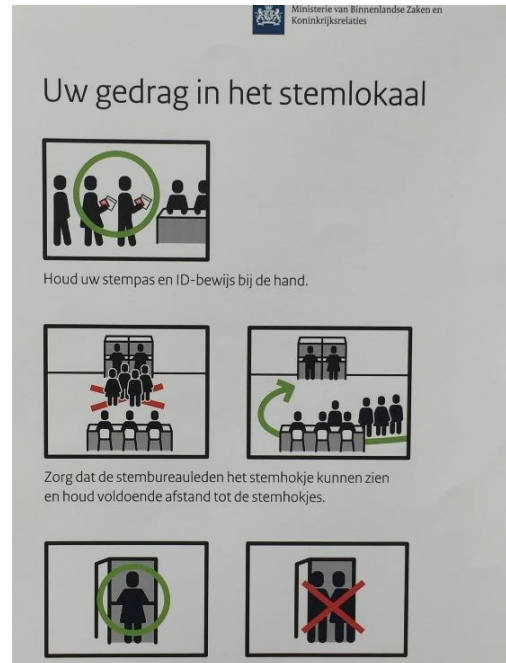 Ministerie van Binnenlandse Zaken en
Koninkrijksrelaties
Uw gedrag in het stemlokaal
Houd uw stempas en ID-bewijs bij de hand.
Zorg dat de stembureauleden het stemhokje kunnen zien
en houd voldoende afstand tot de stemhokjes.